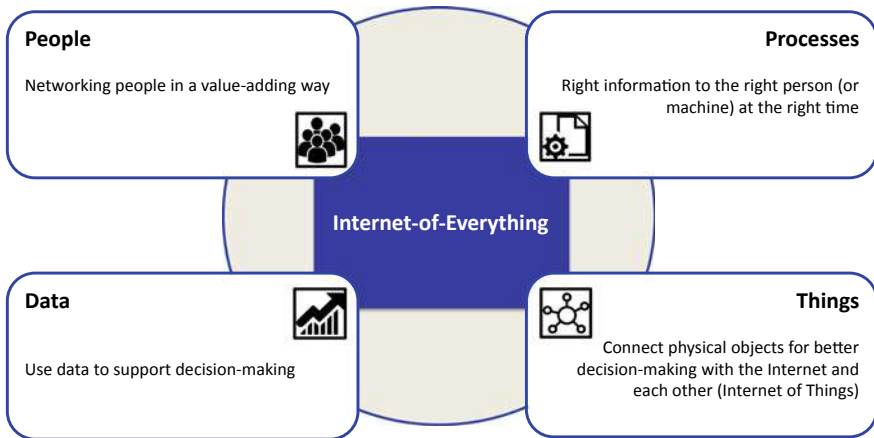 People
Networking people in a value-adding way
Processes
Right information to the right person (or
machine) at the right time
Internet-of-Everything
Data
Use data to support decision-making
Things
Connect physical objects for better
decision-making with the Internet and
each other (Internet of Things)